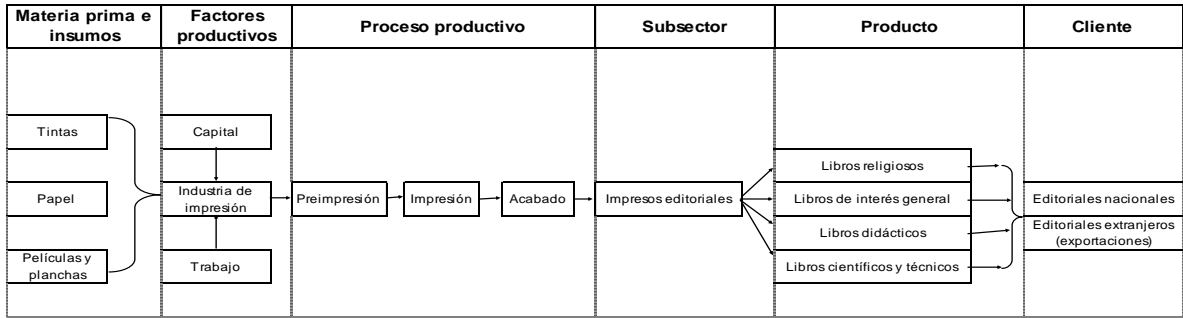 Materia prima e
insumos
Factores
productivos
Proceso productivo
Subsector
Producto
Cliente
Tintas
Papel
Películas y
planchas
Capital
Industria de
impresión
Trabajo
Preimpresión
Impresión
Acabado
Impresos editoriales
Libros religiosos
Libros de interés general
Libros didácticos
Libros científicos y técnicos
Editoriales nacionales
Editoriales extranjeros
(exportaciones)